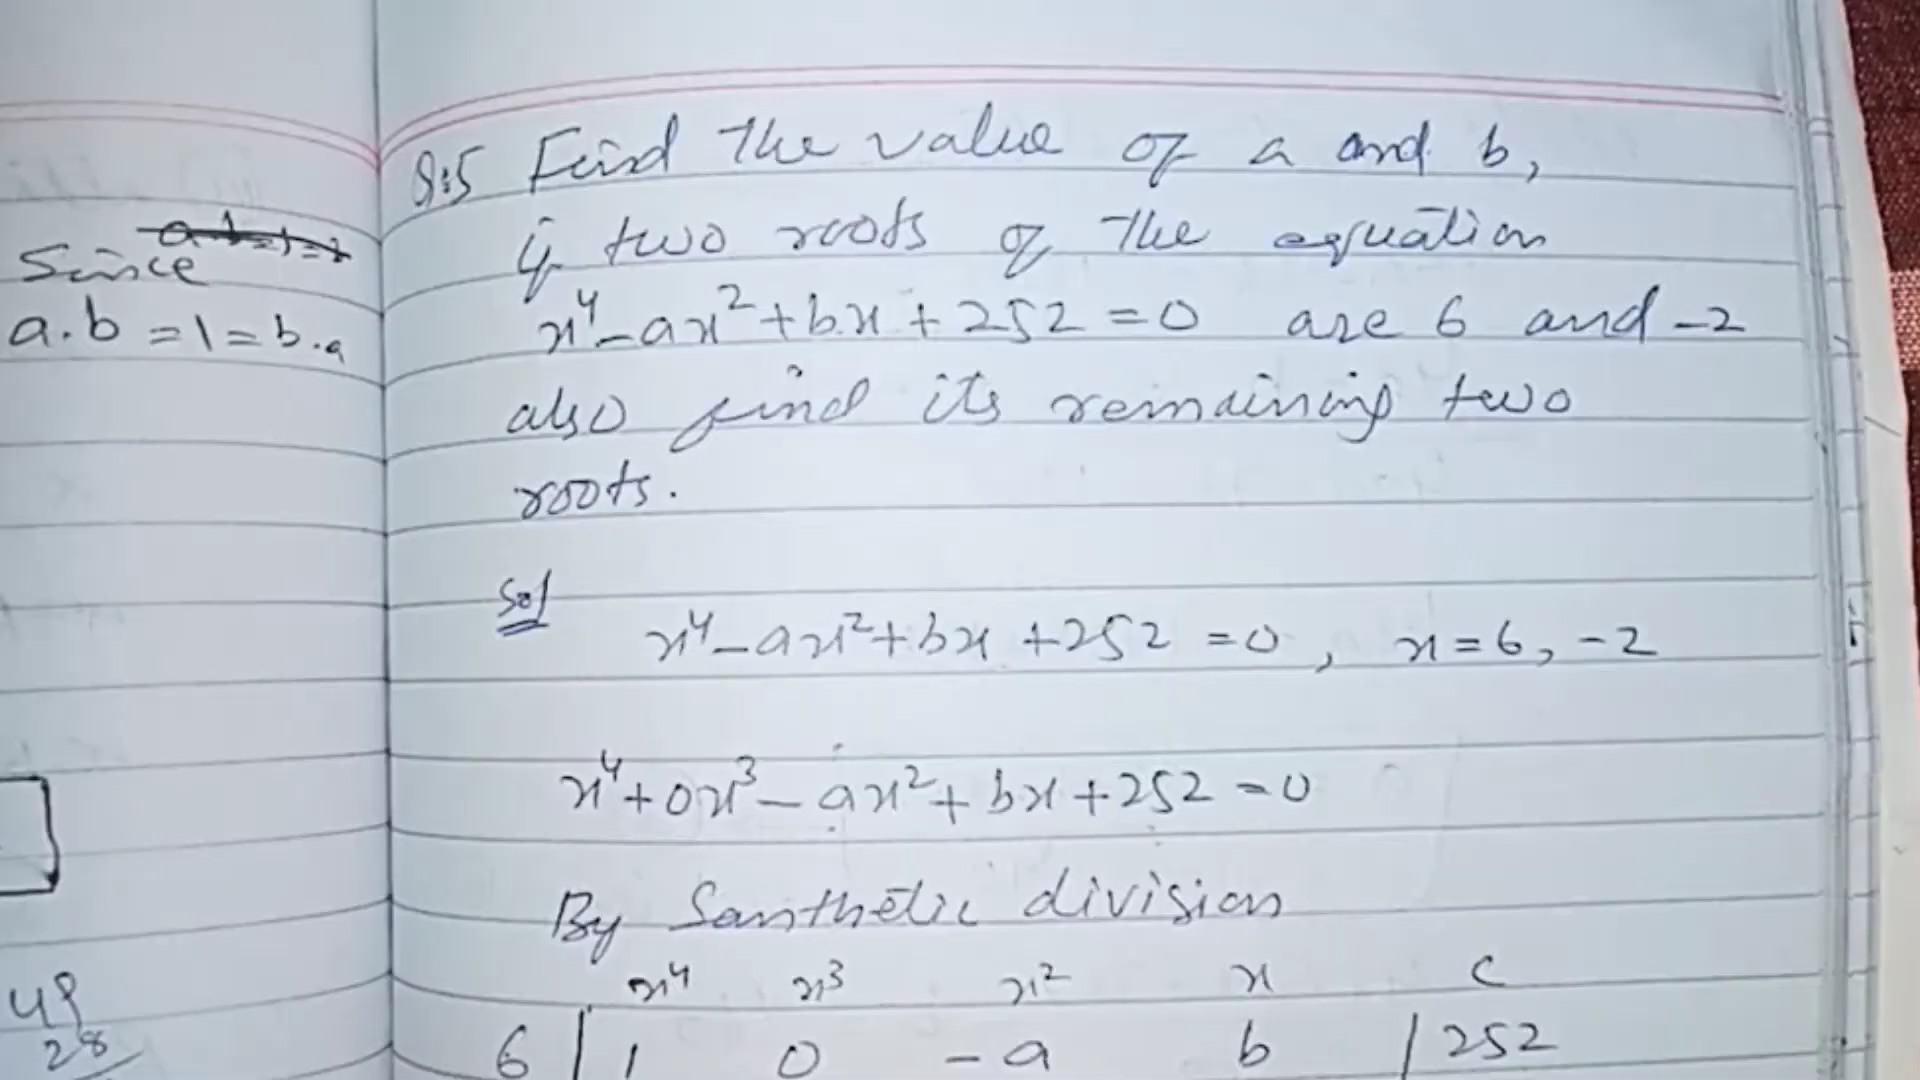 Since
a.b = 1 = b.a
49
28
Q:5 Find the value of a and b,
if two roots of the equation
x⁴-ax²+bx+252=0 are 6 and -2
also find its remaining two
roots.
Sol
x⁴-ax²+bx+252=0, x=6,-2
x⁴+0x³-ax²+bx+252=0
By Santhetic division
x⁴ x³ x² x c
6 | 1 0 -a b | 252